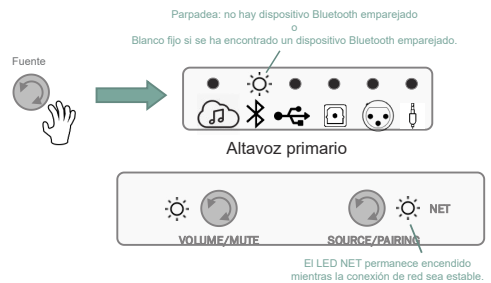 Parpadea: no hay dispositivo Bluetooth emparejado
o
Blanco fijo si se ha encontrado un dispositivo Bluetooth emparejado.
Fuente
Altavoz primario
NET
VOLUME/MUTE
SOURCE/PAIRING
El LED NET permanece encendido
mientras la conexión de red sea estable.